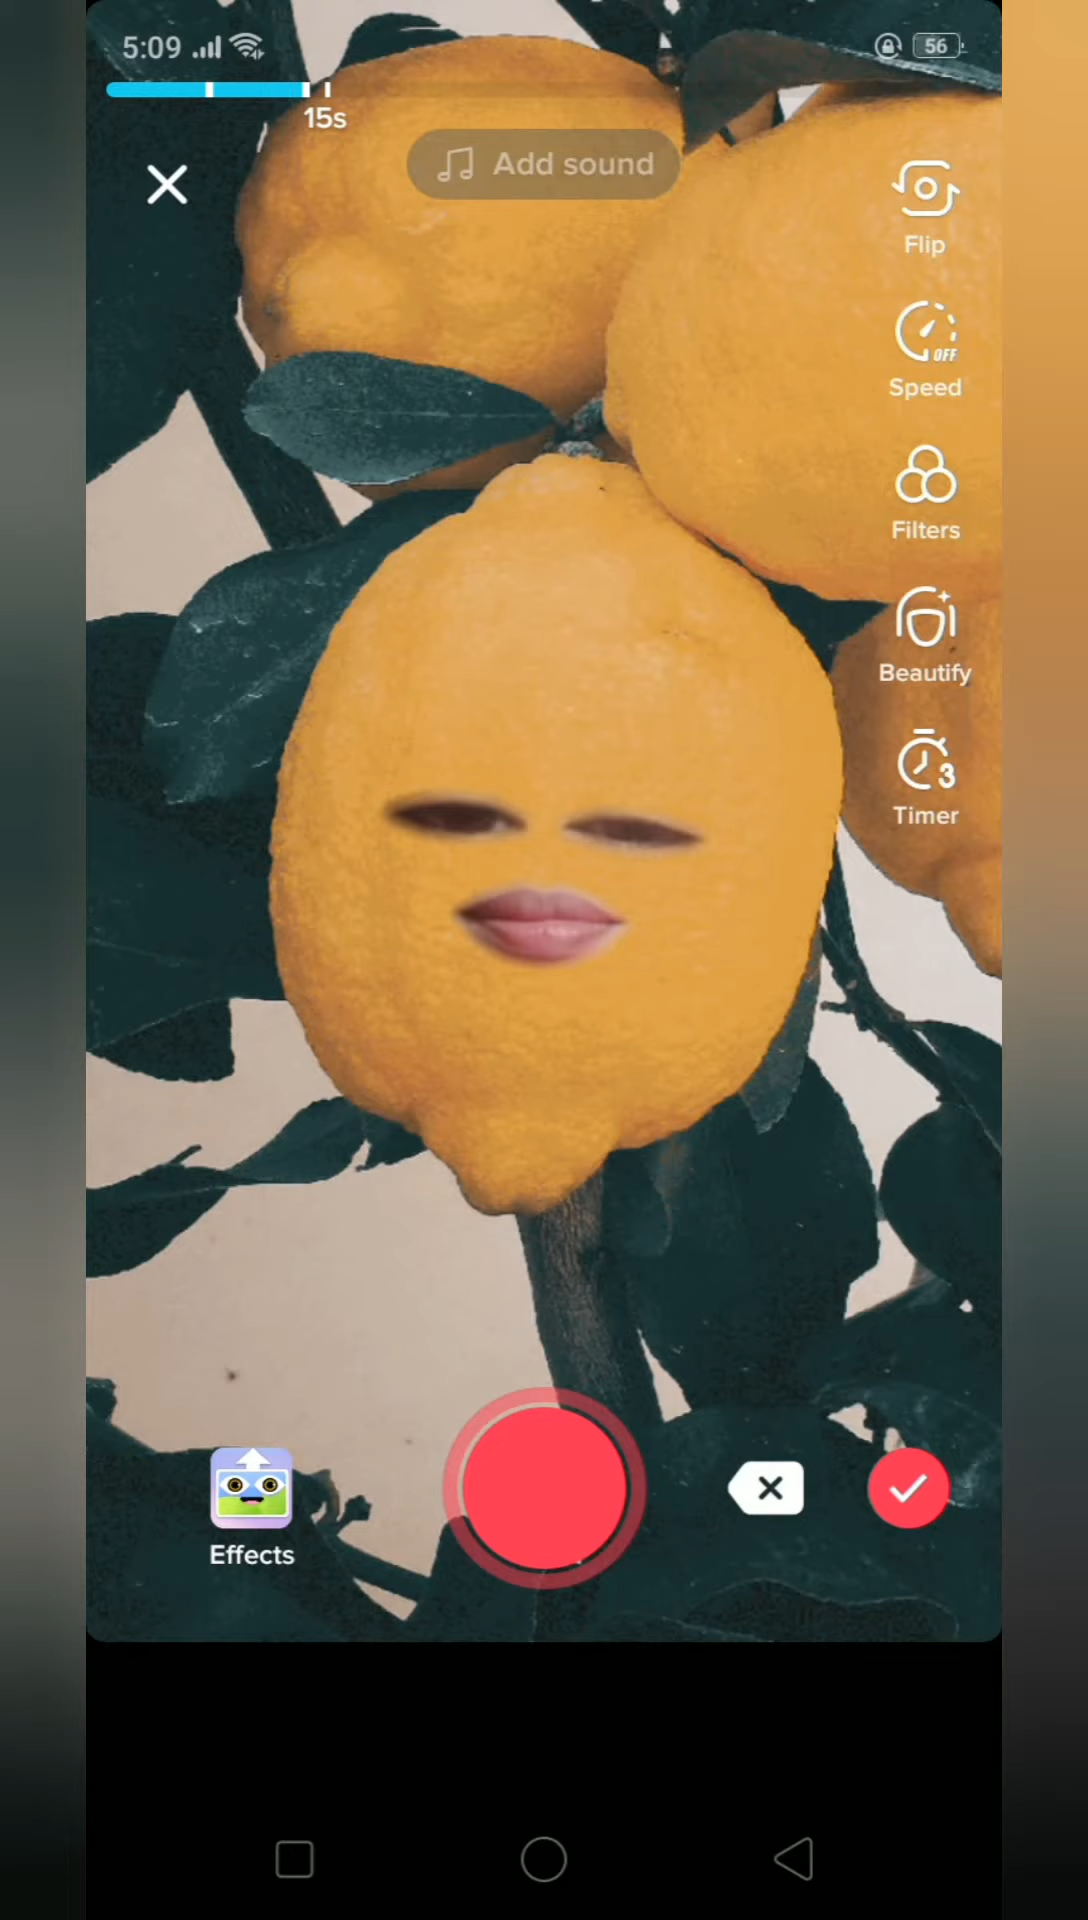 5:09
56
15s
Add sound
Flip
OFF
Speed
Filters
Beautify
3
Timer
Effects